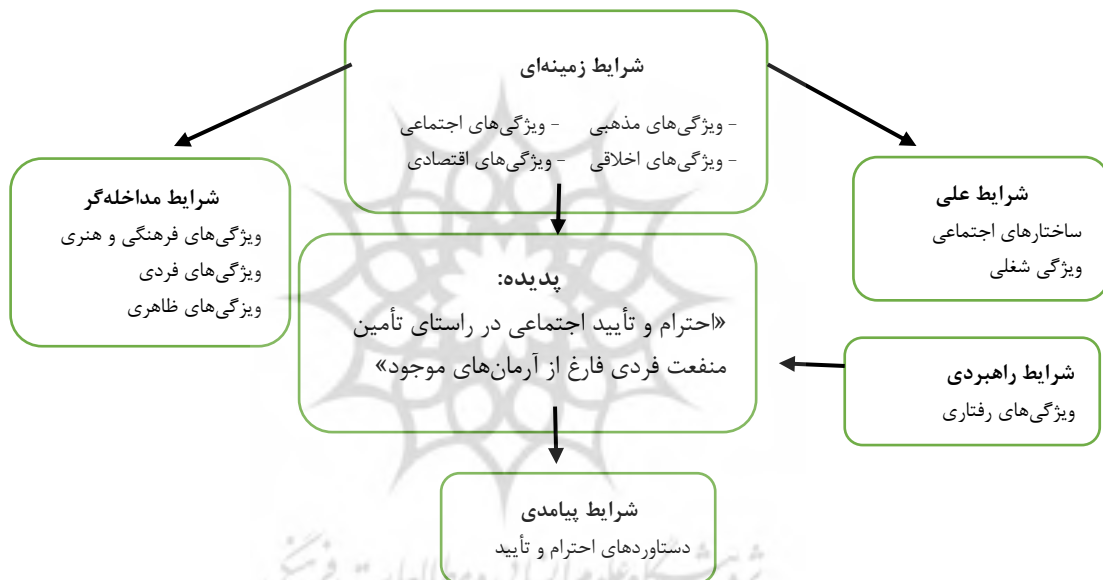 شرایط زمینه‌ای
- ویژگی‌های مذهبی - ویژگی‌های اجتماعی
- ویژگی‌های اخلاقی - ویژگی‌های اقتصادی
شرایط علی
ساختارهای اجتماعی
ویژگی شغلی
شرایط مداخله‌گر
ویژگی‌های فرهنگی و هنری
ویژگی‌های فردی
ویزگی‌های ظاهری
پدیده:
«احترام و تأیید اجتماعی در راستای تأمین
منفعت فردی فارغ از آرمان‌های موجود»
شرایط راهبردی
ویژگی‌های رفتاری
شرایط پیامدی
دستاوردهای احترام و تأیید